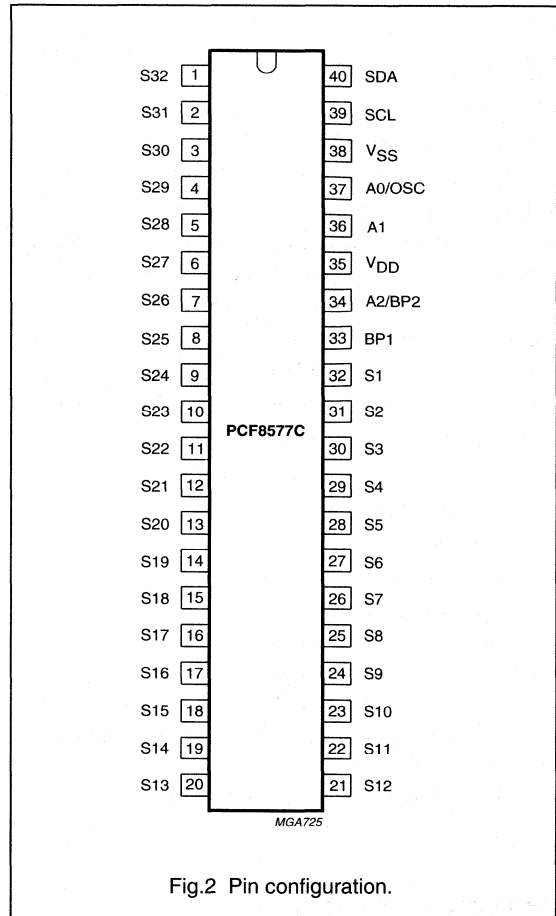 S32 1 40 SDA
S31 2 39 SCL
S30 3 38 VSS
S29 4 37 A0/OSC
S28 5 36 A1
S27 6 35 VDD
S26 7 34 A2/BP2
S25 8 33 BP1
S24 9 32 S1
S23 10 31 S2
PCF8577C
S22 11 30 S3
S21 12 29 S4
S20 13 28 S5
S19 14 27 S6
S18 15 26 S7
S17 16 25 S8
S16 17 24 S9
S15 18 23 S10
S14 19 22 S11
S13 20 21 S12
MGA725
Fig.2 Pin configuration.